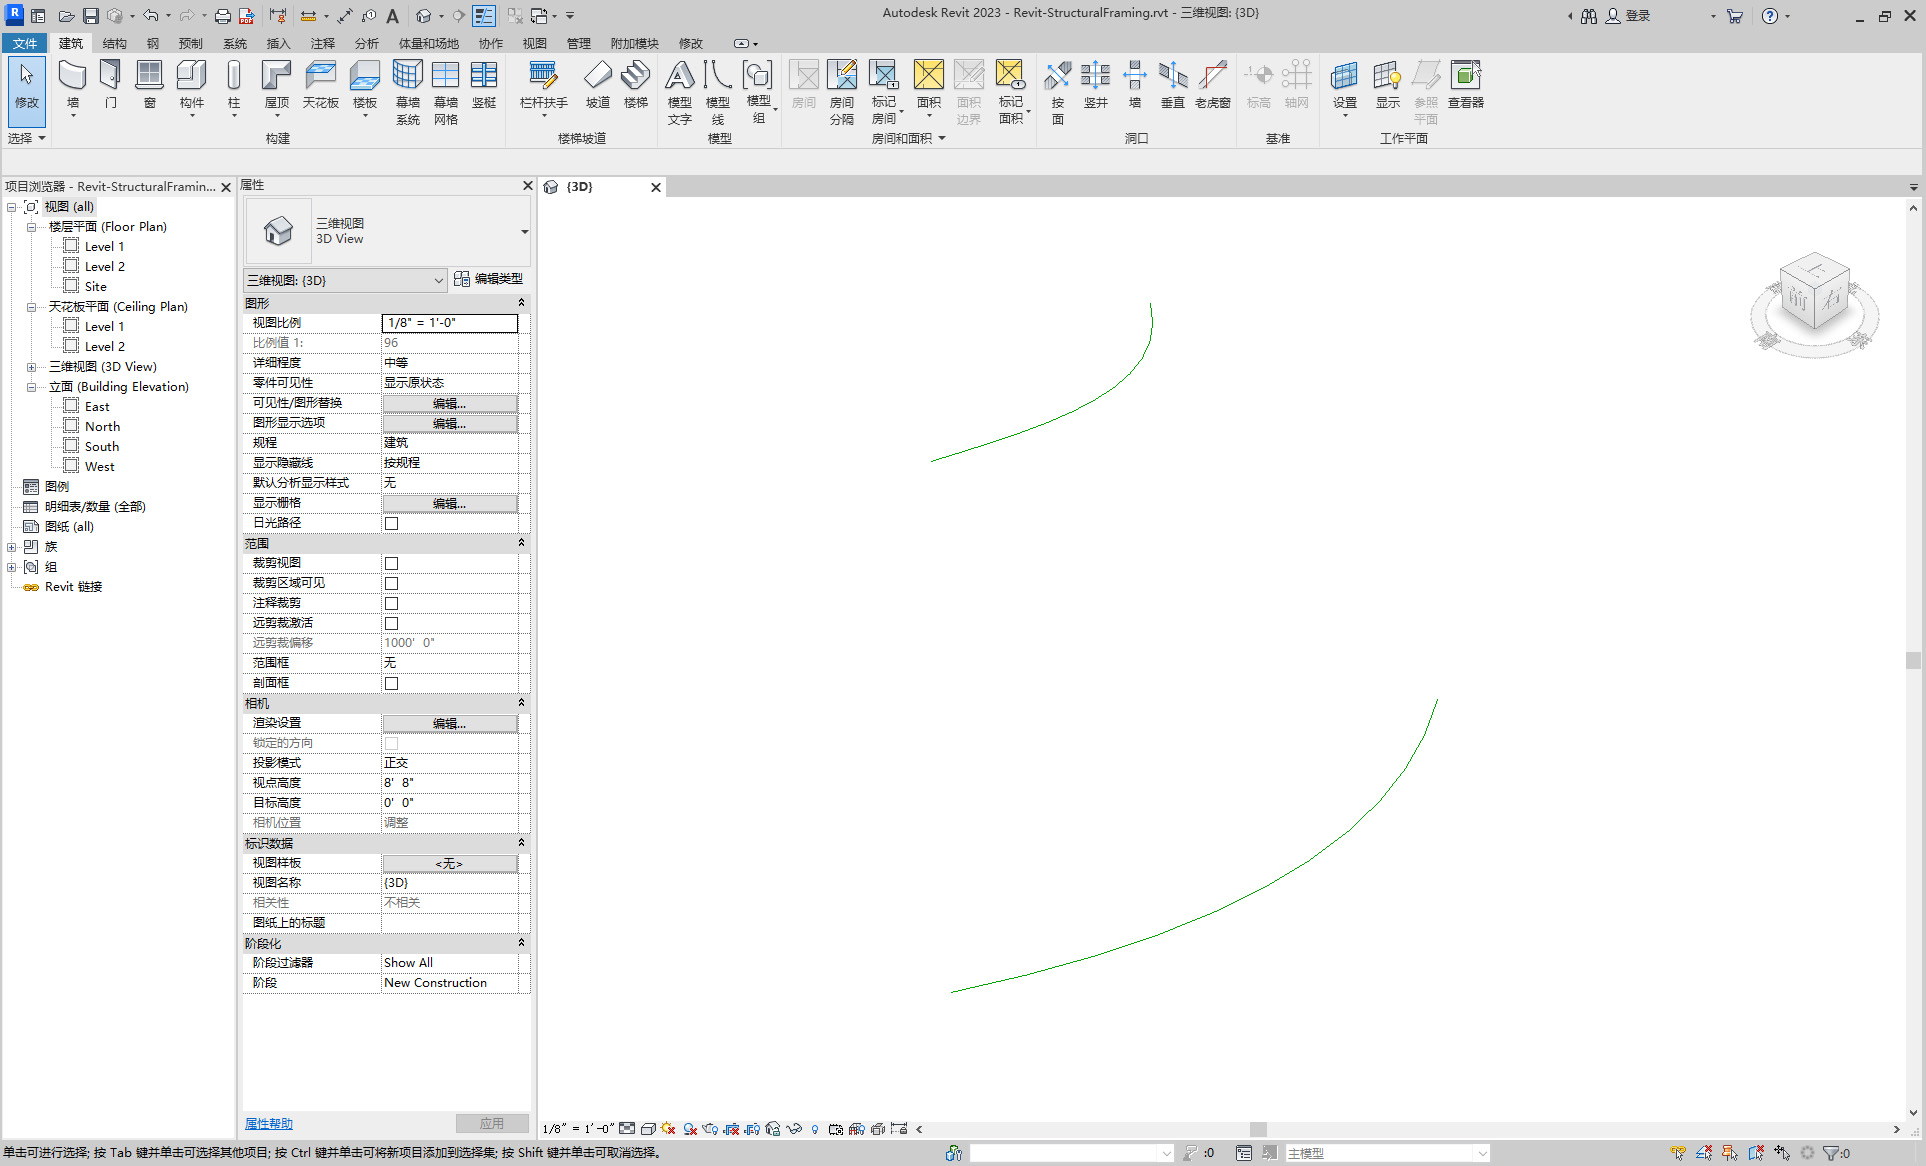 Autodesk Revit 2023 - Revit-StructuralFraming.rvt - 三维视图: {3D}
登录
文件 建筑 结构 钢 预制 系统 插入 注释 分析 体量和场地 协作 视图 管理 附加模块 修改
修改 墙 门 窗 构件 柱 屋顶 天花板 楼板 幕墙 系统 幕墙 网格 竖梃 栏杆扶手 坡道 楼梯 模型 文字 模型 线 模型 组 房间 房间 分隔 标记 房间 面积 面积 边界 标记 面积 按 面 竖井 墙 垂直 老虎窗 标高 轴网 设置 显示 参照 平面 查看器
选择 构建 楼梯坡道 模型 房间和面积 洞口 基准 工作平面
项目浏览器 - Revit-StructuralFramin...
视图 (all)
楼层平面 (Floor Plan)
Level 1
Level 2
Site
天花板平面 (Ceiling Plan)
Level 1
Level 2
三维视图 (3D View)
立面 (Building Elevation)
East
North
South
West
图例
明细表/数量 (全部)
图纸 (all)
族
组
Revit 链接
属性
三维视图
3D View
三维视图: {3D} 编辑类型
图形
视图比例 1/8" = 1'-0"
比例值 1: 96
详细程度 中等
零件可见性 显示原状态
可见性/图形替换 编辑...
图形显示选项 编辑...
规程 建筑
显示隐藏线 按规程
默认分析显示样式 无
显示栅格 编辑...
日光路径
范围
裁剪视图
裁剪区域可见
注释裁剪
远剪裁激活
远剪裁偏移 1000' 0"
范围框 无
剖面框
相机
渲染设置 编辑...
锁定的方向
投影模式 正交
视点高度 8' 8"
目标高度 0' 0"
相机位置 调整
标识数据
视图样板 <无>
视图名称 {3D}
相关性 不相关
图纸上的标题
阶段化
阶段过滤器 Show All
阶段 New Construction
属性帮助 应用
{3D}
上
前 右
1/8" = 1'-0"
单击可进行选择; 按 Tab 键并单击可选择其他项目; 按 Ctrl 键并单击可将新项目添加到选择集; 按 Shift 键并单击可取消选择。
:0 主模型 :0